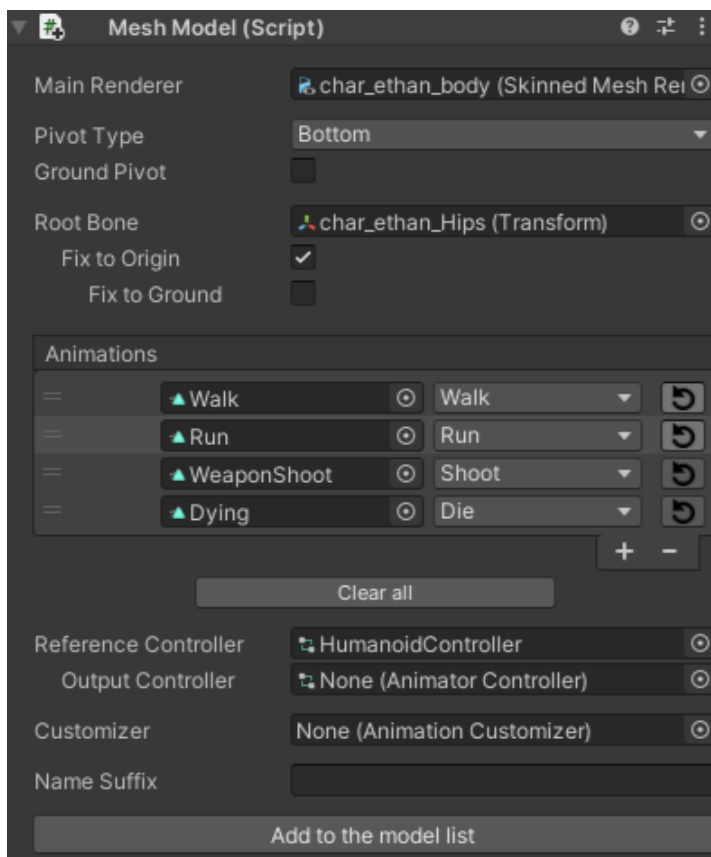 Mesh Model (Script)
Main Renderer char_ethan_body (Skinned Mesh Rei
Pivot Type Bottom
Ground Pivot
Root Bone char_ethan_Hips (Transform)
Fix to Origin
Fix to Ground
Animations
Walk Walk
Run Run
WeaponShoot Shoot
Dying Die
+ −
Clear all
Reference Controller HumanoidController
Output Controller None (Animator Controller)
Customizer None (Animation Customizer)
Name Suffix
Add to the model list